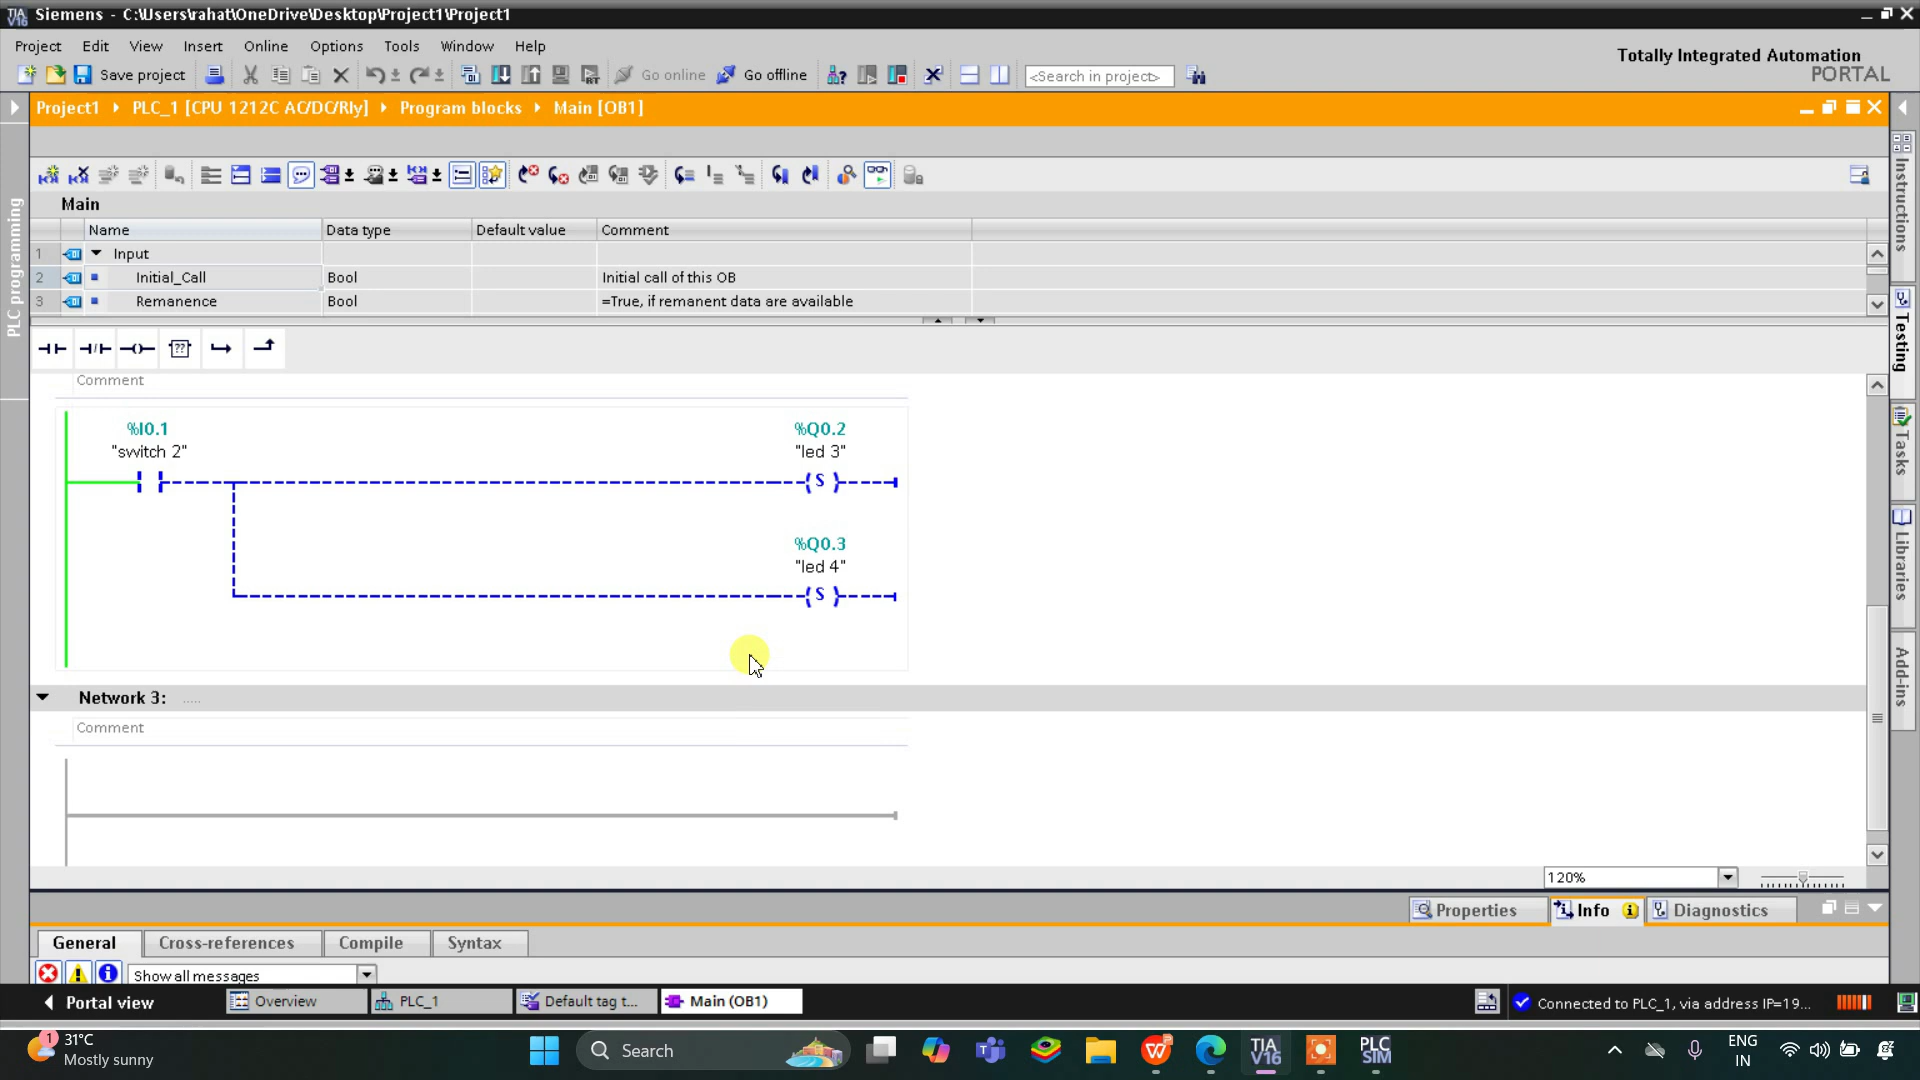 Siemens - C:\Users\rahat\OneDrive\Desktop\Project1\Project1
Project Edit View Insert Online Options Tools Window Help
Totally Integrated Automation
PORTAL
Save project Go online Go offline <Search in project>
Project1 PLC_1 [CPU 1212C AC/DC/Rly] Program blocks Main [OB1]
Main
Name Data type Default value Comment
1 Input
2 Initial_Call Bool Initial call of this OB
3 Remanence Bool =True, if remanent data are available
??
Comment
%I0.1
"switch 2"
%Q0.2
"led 3"
S
%Q0.3
"led 4"
S
Network 3: .....
Comment
120%
Properties Info Diagnostics
General Cross-references Compile Syntax
Show all messages
Portal view Overview PLC_1 Default tag t... Main (OB1) Connected to PLC_1, via address IP=19...
PLC programming
Instructions
Testing
Tasks
Libraries
Add-ins
1 31°C
Mostly sunny
Search
TIA V16
PLC SIM
ENG
IN